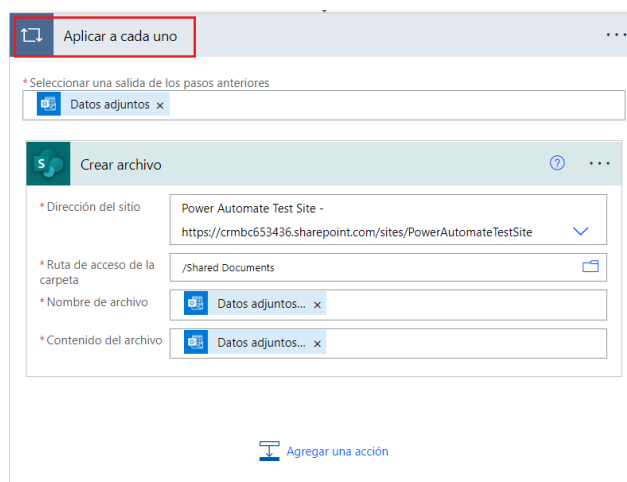 Aplicar a cada uno
*Seleccionar una salida de los pasos anteriores
Datos adjuntos ×
S
Crear archivo
*Dirección del sitio
Power Automate Test Site -
https://crmbc653436.sharepoint.com/sites/PowerAutomateTestSite
*Ruta de acceso de la
carpeta
/Shared Documents
*Nombre de archivo
Datos adjuntos... ×
*Contenido del archivo
Datos adjuntos... ×
Agregar una acción